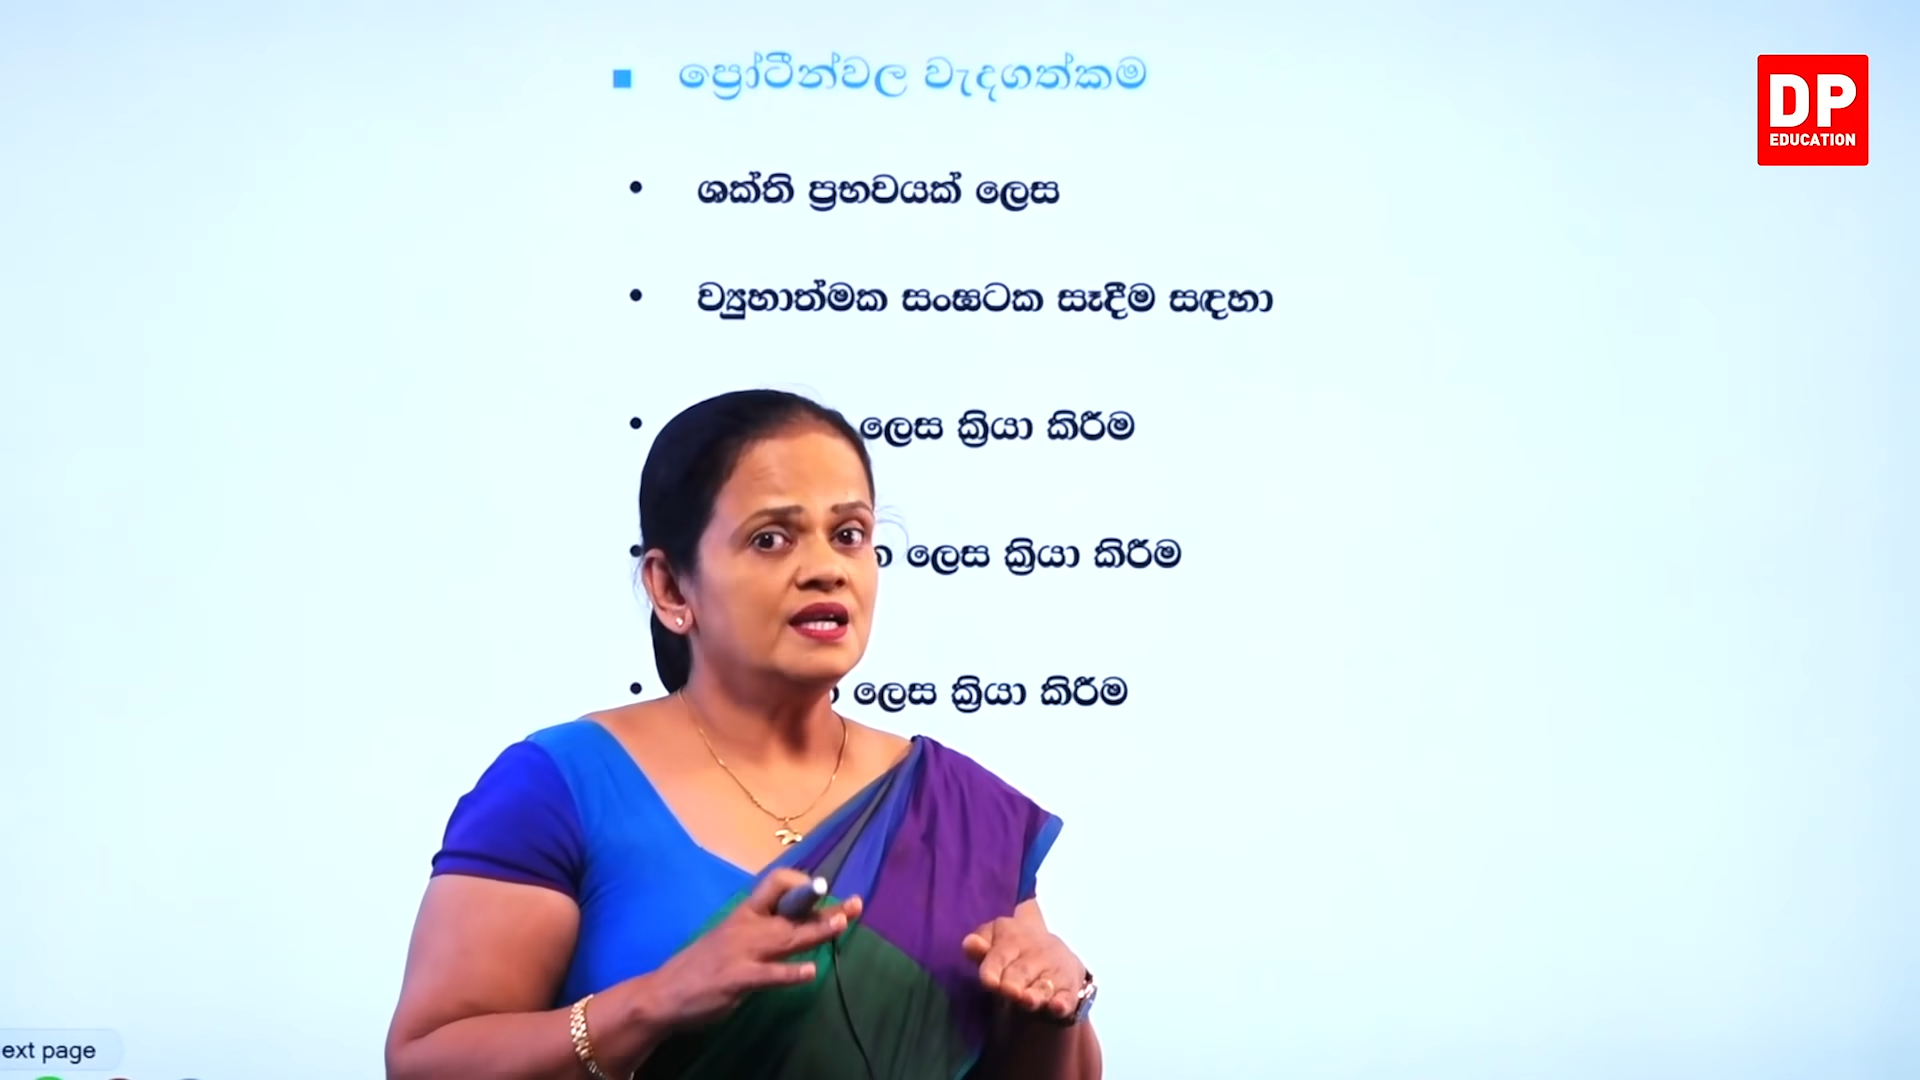 ප්‍රෝටීන්වල වැදගත්කම
DP
EDUCATION
• ශක්ති ප්‍රභවයක් ලෙස
• ව්‍යුහාත්මක සංඝටක සෑදීම සඳහා
• ලෙස ක්‍රියා කිරීම
• ලෙස ක්‍රියා කිරීම
• ලෙස ක්‍රියා කිරීම
ext page